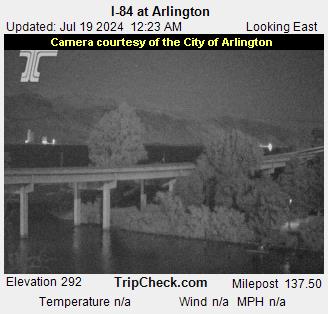 I-84 at Arlington
Updated: Jul 19 2024 12:23 AM Looking East
Camera courtesy of the City of Arlington
Elevation 292 TripCheck.com Milepost 137.50
Temperature n/a Wind n/a MPH n/a